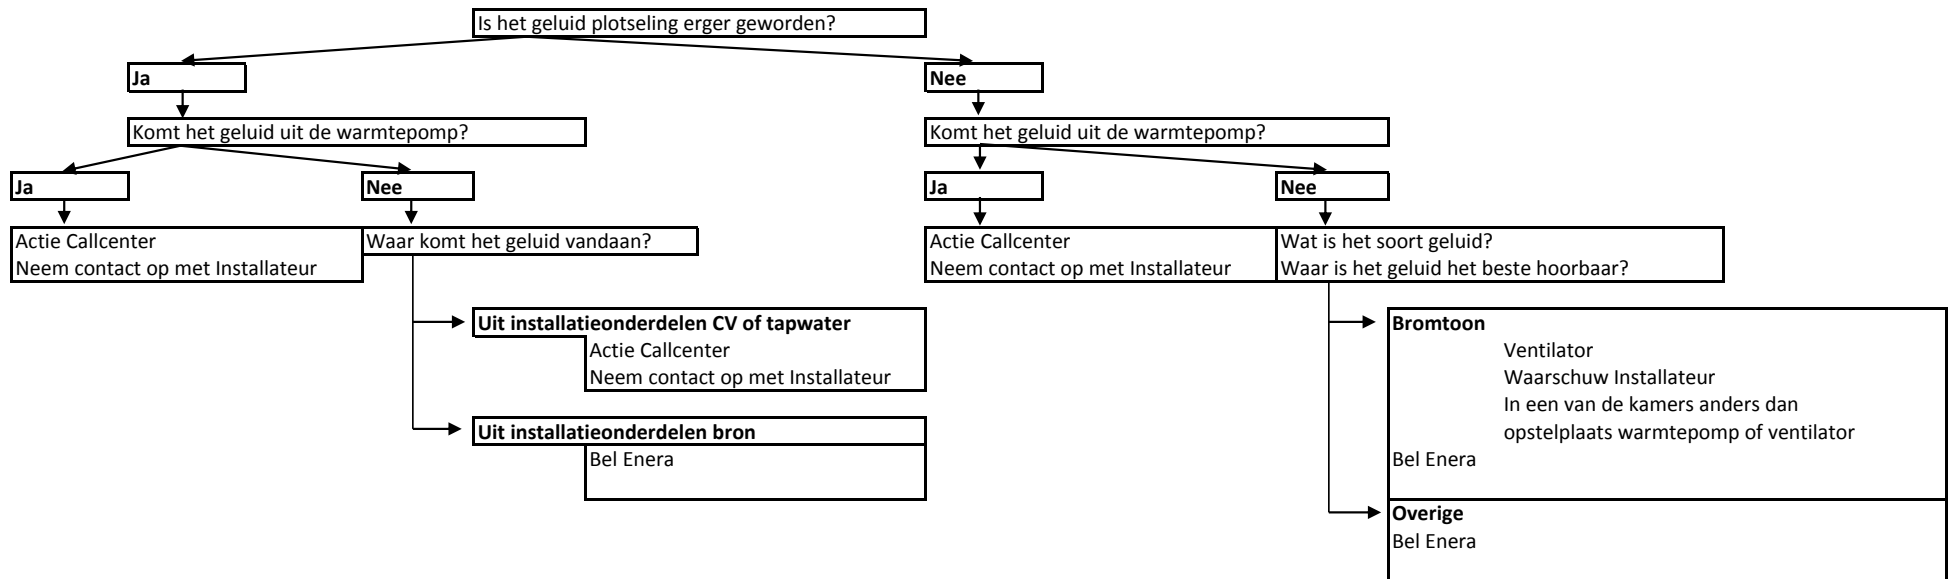 Is het geluid plotseling erger geworden?
Ja
Nee
Komt het geluid uit de warmtepomp?
Komt het geluid uit de warmtepomp?
Ja
Nee
Ja
Nee
Actie Callcenter
Neem contact op met Installateur
Waar komt het geluid vandaan?
Actie Callcenter
Neem contact op met Installateur
Wat is het soort geluid?
Waar is het geluid het beste hoorbaar?
Uit installatieonderdelen CV of tapwater
Actie Callcenter
Neem contact op met Installateur
Uit installatieonderdelen bron
Bel Enera
Bromtoon
Ventilator
Waarschuw Installateur
In een van de kamers anders dan
opstelplaats warmtepomp of ventilator
Bel Enera
Overige
Bel Enera